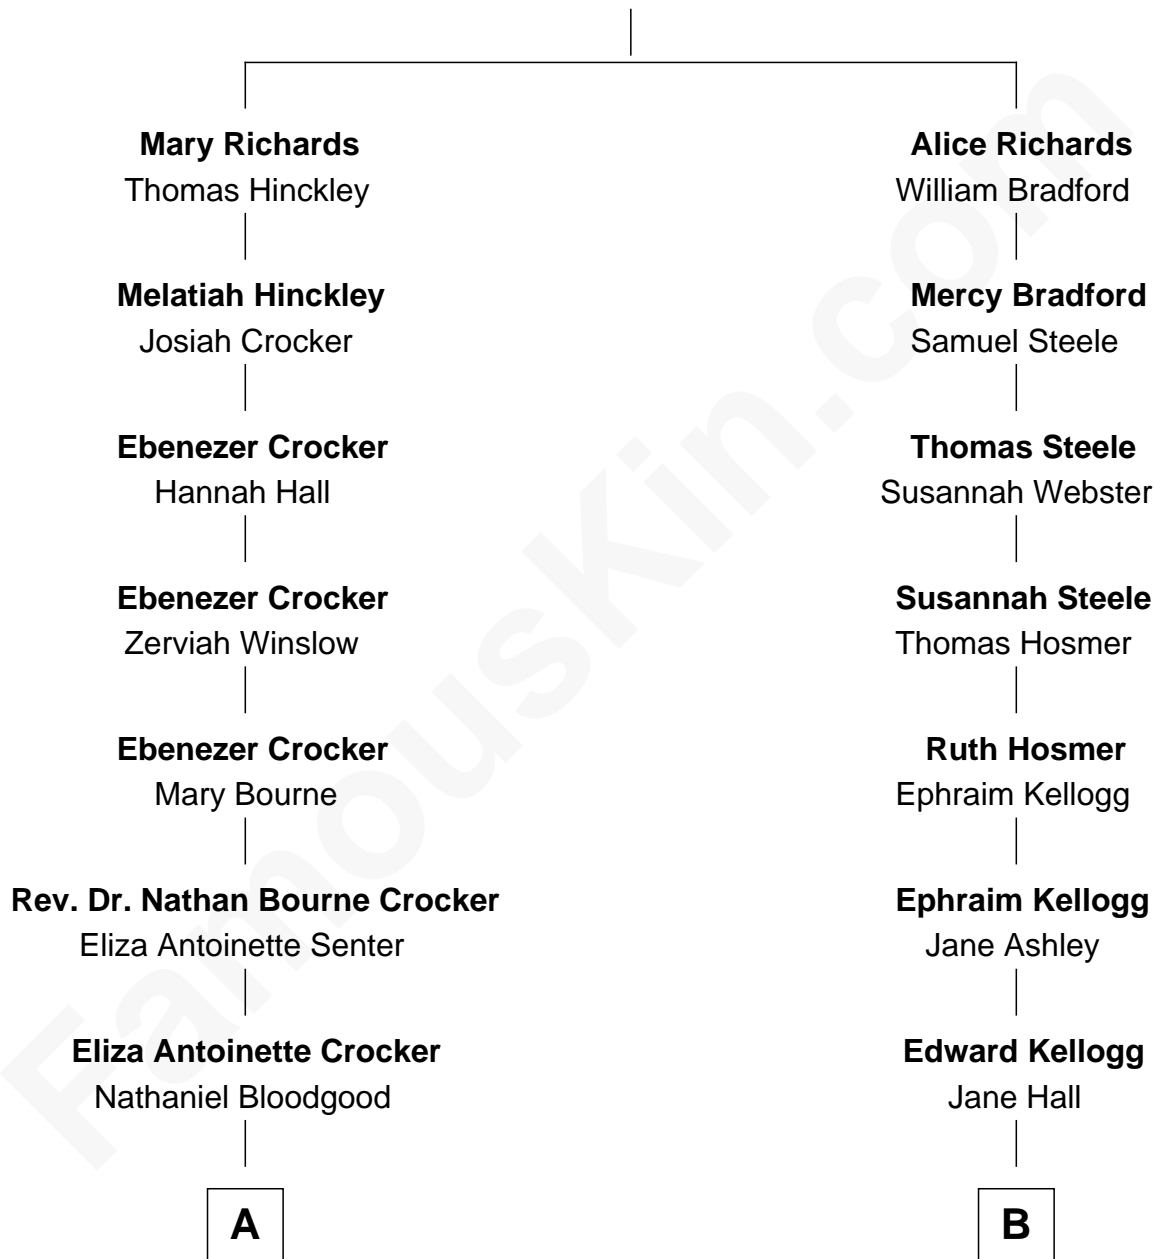 Mary Richards
Thomas Hinckley
Melatiah Hinckley
Josiah Crocker
Ebenezer Crocker
Hannah Hall
Ebenezer Crocker
Zerviah Winslow
Ebenezer Crocker
Mary Bourne
Rev. Dr. Nathan Bourne Crocker
Eliza Antoinette Senter
Eliza Antoinette Crocker
Nathaniel Bloodgood
A
Alice Richards
William Bradford
Mercy Bradford
Samuel Steele
Thomas Steele
Susannah Webster
Susannah Steele
Thomas Hosmer
Ruth Hosmer
Ephraim Kellogg
Ephraim Kellogg
Jane Ashley
Edward Kellogg
Jane Hall
B
FamousKin.com